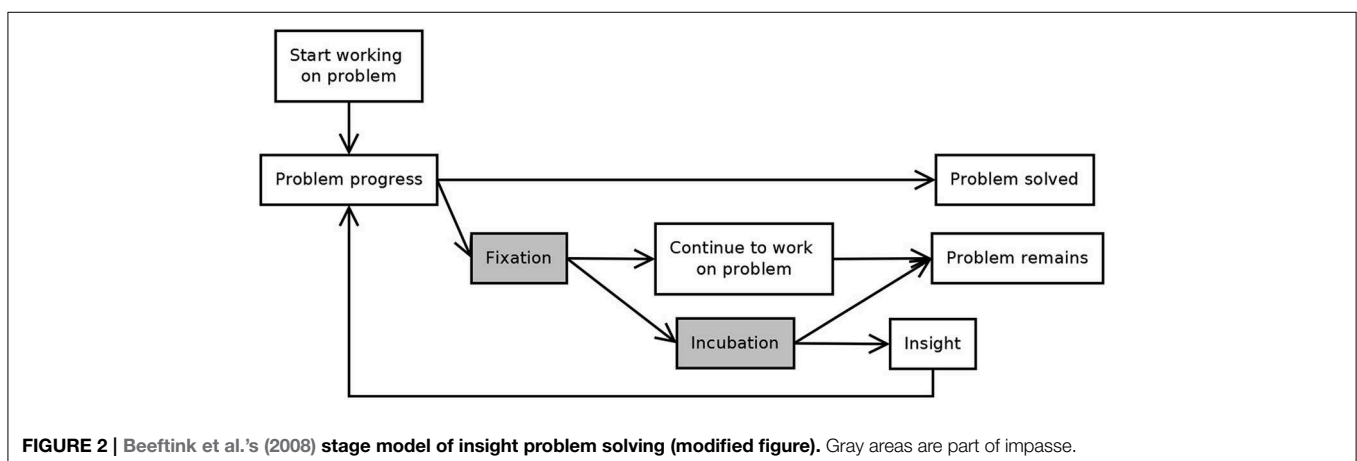 Start working
on problem
Problem progress
Problem solved
Fixation
Continue to work
on problem
Problem remains
Incubation
Insight
FIGURE 2 | Beeftink et al.'s (2008) stage model of insight problem solving (modified figure). Gray areas are part of impasse.